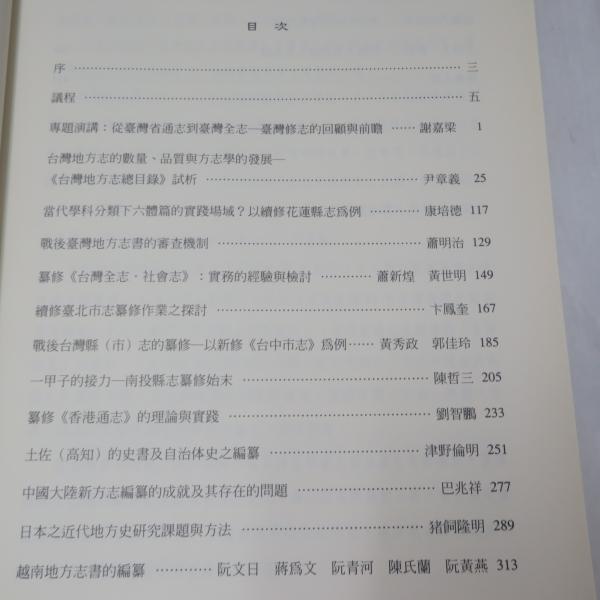 目次
序 …… 三
議程 …… 五
專題演講：從臺灣省通志到臺灣全志─臺灣修志的回顧與前瞻 …… 謝嘉梁 1
台灣地方志的數量、品質與方志學的發展─
《台灣地方志總目錄》試析 …… 尹章義 25
當代學科分類下六體篇的實踐場域？以續修花蓮縣志爲例 …… 康培德 117
戰後臺灣地方志書的審查機制 …… 蕭明治 129
纂修《台灣全志．社會志》：實務的經驗與檢討 …… 蕭新煌 黃世明 149
續修臺北市志纂修作業之探討 …… 卞鳳奎 167
戰後台灣縣（市）志的纂修─以新修《台中市志》爲例 …… 黃秀政 郭佳玲 185
一甲子的接力─南投縣志纂修始末 …… 陳哲三 205
纂修《香港通志》的理論與實踐 …… 劉智鵬 233
土佐（高知）的史書及自治体史之編纂 …… 津野倫明 251
中國大陸新方志編纂的成就及其存在的問題 …… 巴兆祥 277
日本之近代地方史研究課題與方法 …… 猪飼隆明 289
越南地方志書的編纂 …… 阮文日 蔣爲文 阮青河 陳氏蘭 阮黃燕 313